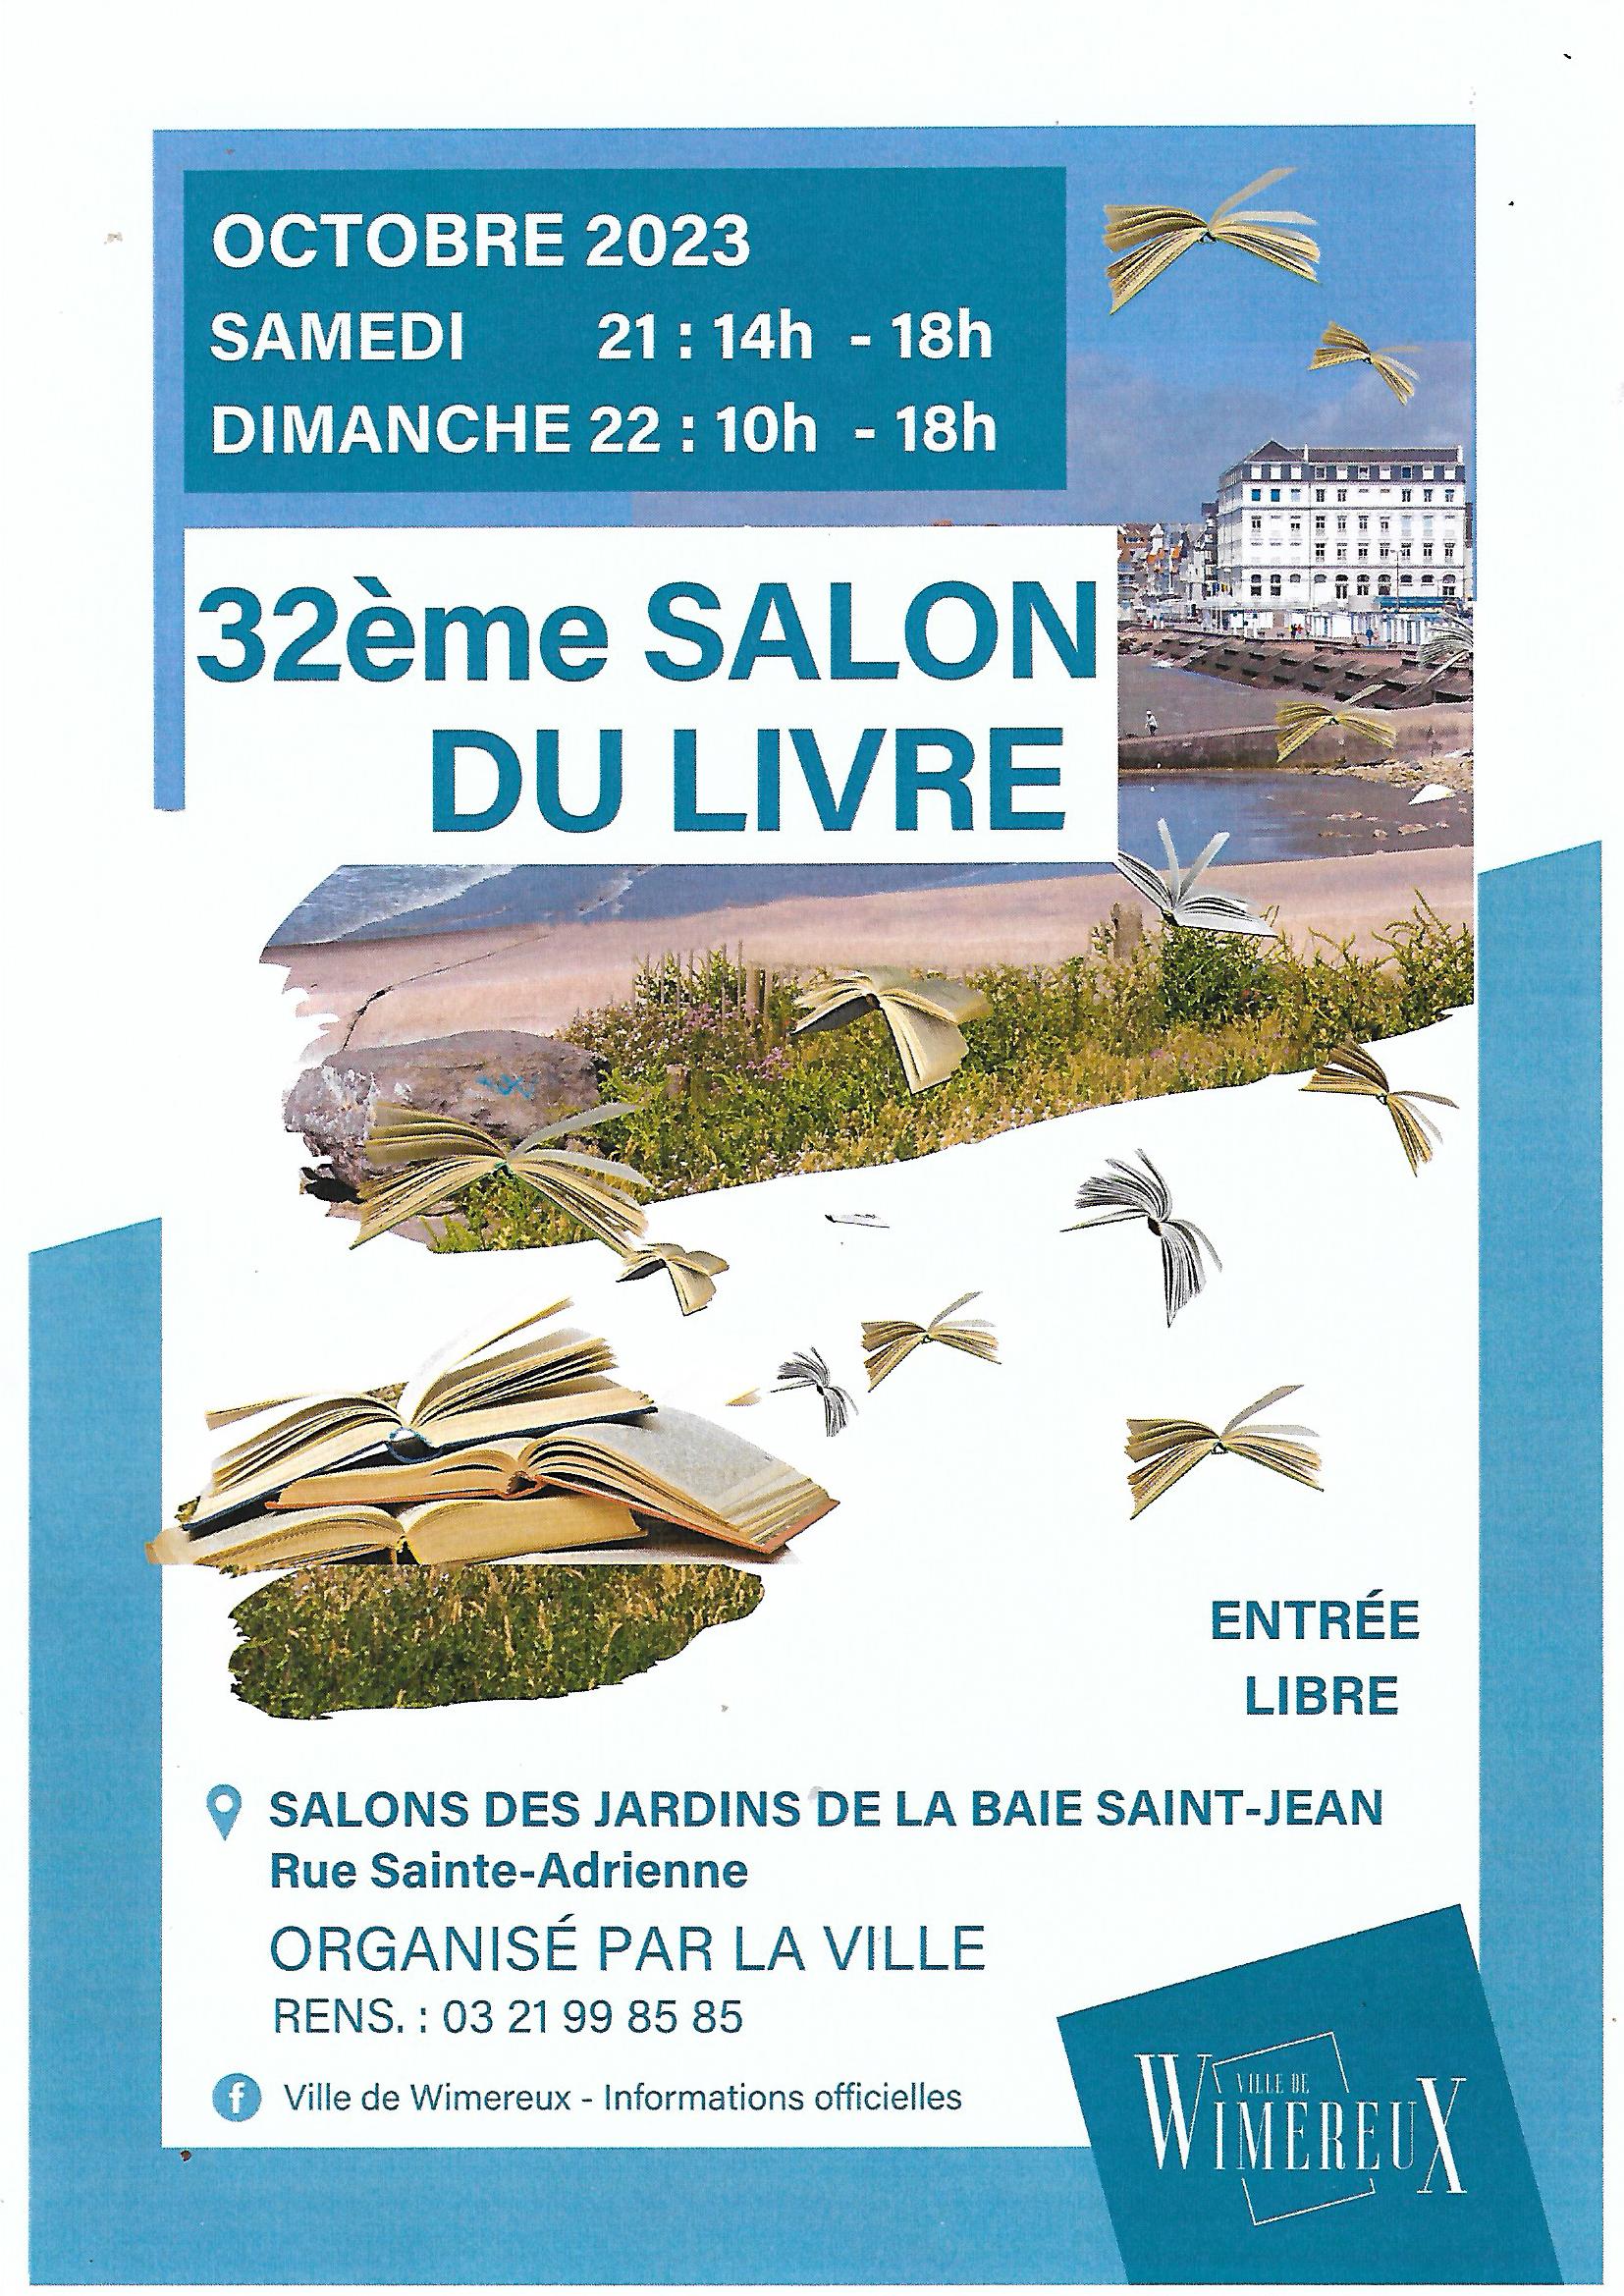 OCTOBRE 2023
SAMEDI 21 : 14h - 18h
DIMANCHE 22 : 10h - 18h
32ème SALON
DU LIVRE
ENTRÉE
LIBRE
SALONS DES JARDINS DE LA BAIE SAINT-JEAN
Rue Sainte-Adrienne
ORGANISÉ PAR LA VILLE
RENS. : 03 21 99 85 85
f Ville de Wimereux - Informations officielles
VILLE DE
WIMEREUX